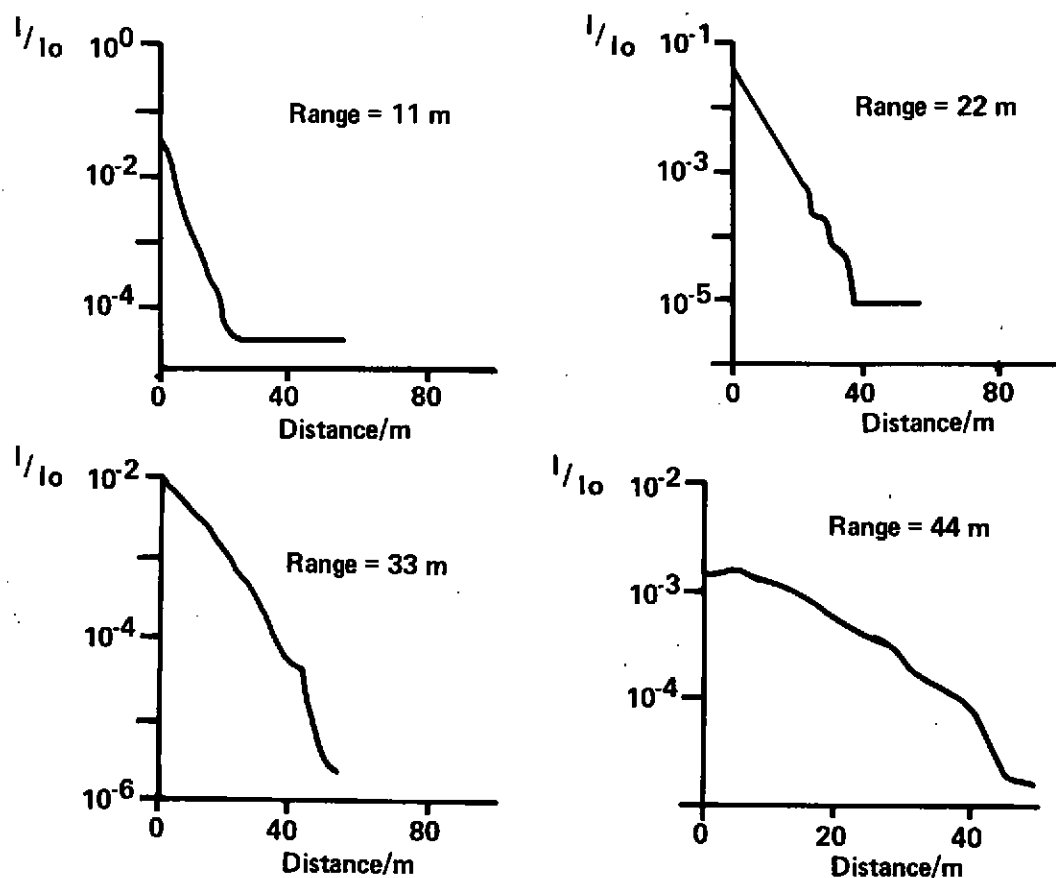 I/Io 10^0
Range = 11 m
10^-2
10^-4
0 40 80
Distance/m
I/Io 10^-1
Range = 22 m
10^-3
10^-5
0 40 80
Distance/m
I/Io 10^-2
Range = 33 m
10^-4
10^-6
0 40 80
Distance/m
I/Io 10^-2
Range = 44 m
10^-3
10^-4
0 20 40
Distance/m